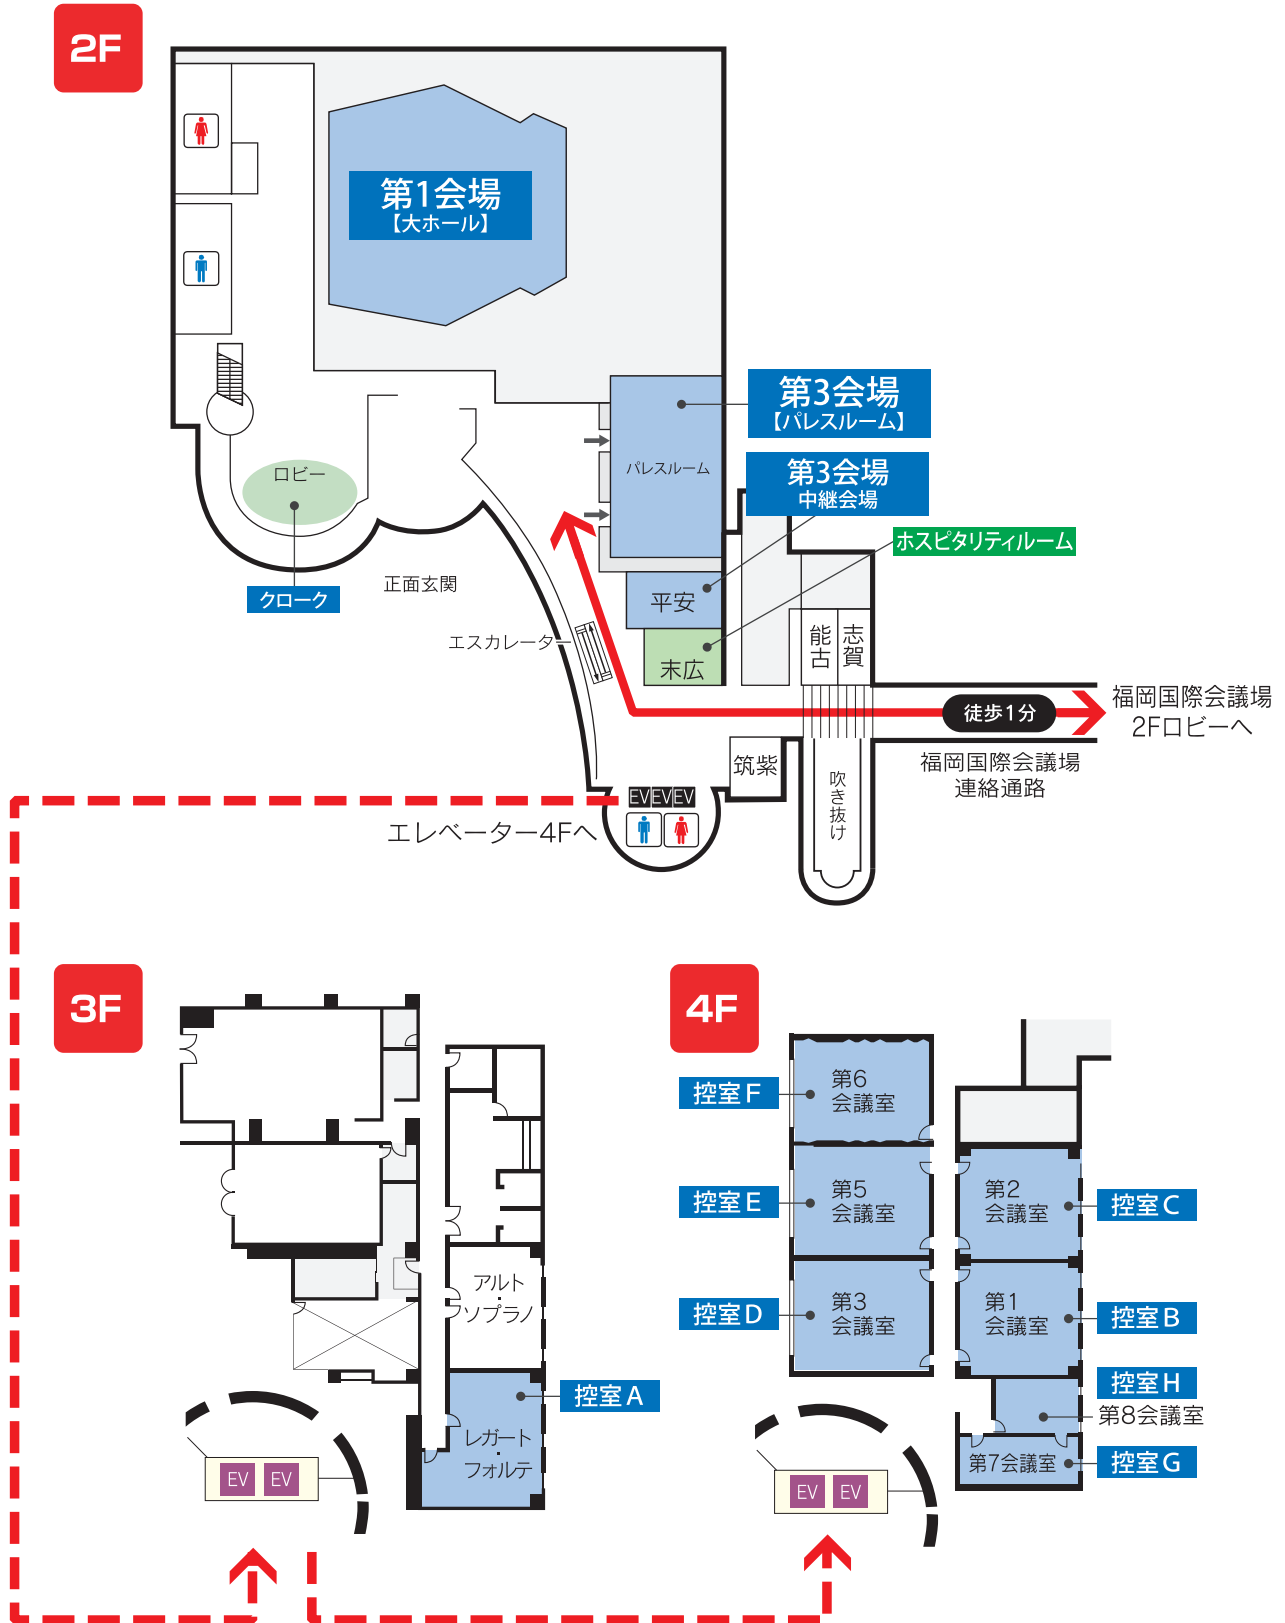 2F
第1会場
【大ホール】
第3会場
【パレスルーム】
パレスルーム
第3会場
中継会場
ロビー
ホスピタリティルーム
クローク
正面玄関
平安
エスカレーター
末広
能古
志賀
徒歩1分
福岡国際会議場
2Fロビーへ
筑紫
福岡国際会議場
連絡通路
吹き抜け
EV EV EV
エレベーター4Fへ
3F
4F
控室F
第6
会議室
控室E
第5
会議室
第2
会議室
控室C
控室D
第3
会議室
第1
会議室
控室B
アルト
・
ソプラノ
控室A
レガート
・
フォルテ
控室H
第8会議室
第7会議室
控室G
EV EV
EV EV